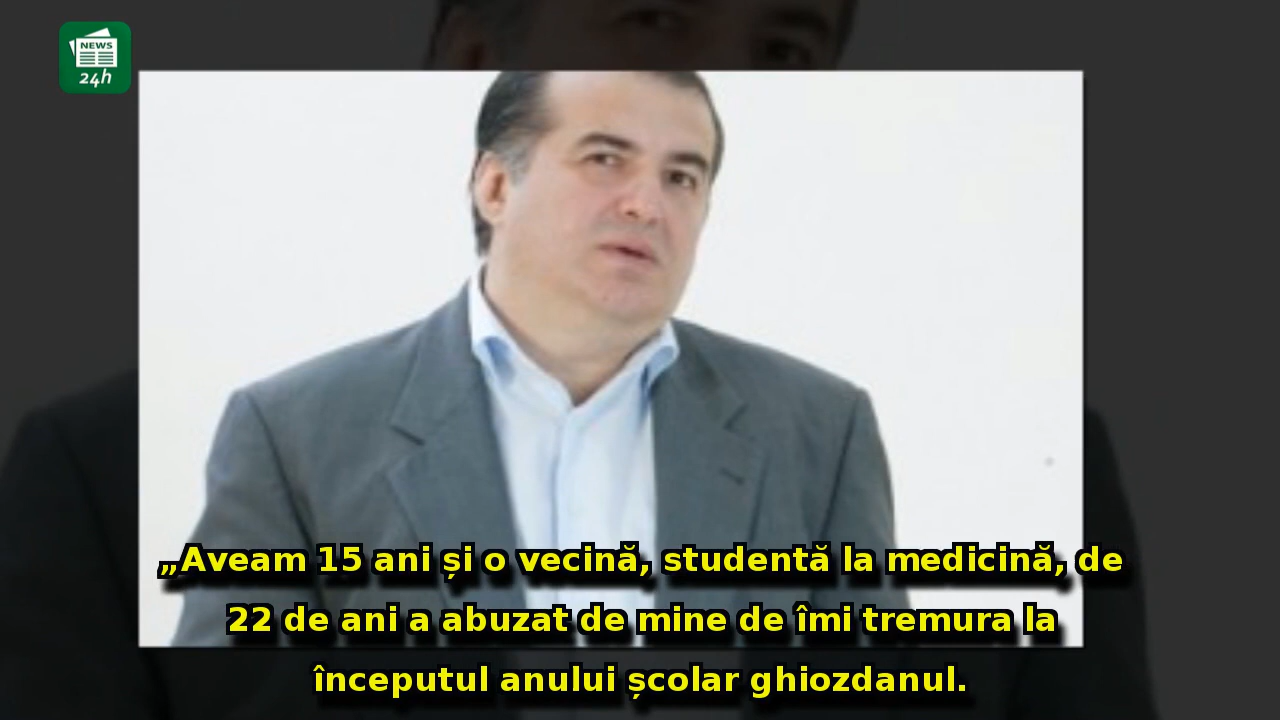 NEWS
24h
„Aveam 15 ani și o vecină, studentă la medicină, de
22 de ani a abuzat de mine de îmi tremura la
începutul anului școlar ghiozdanul.